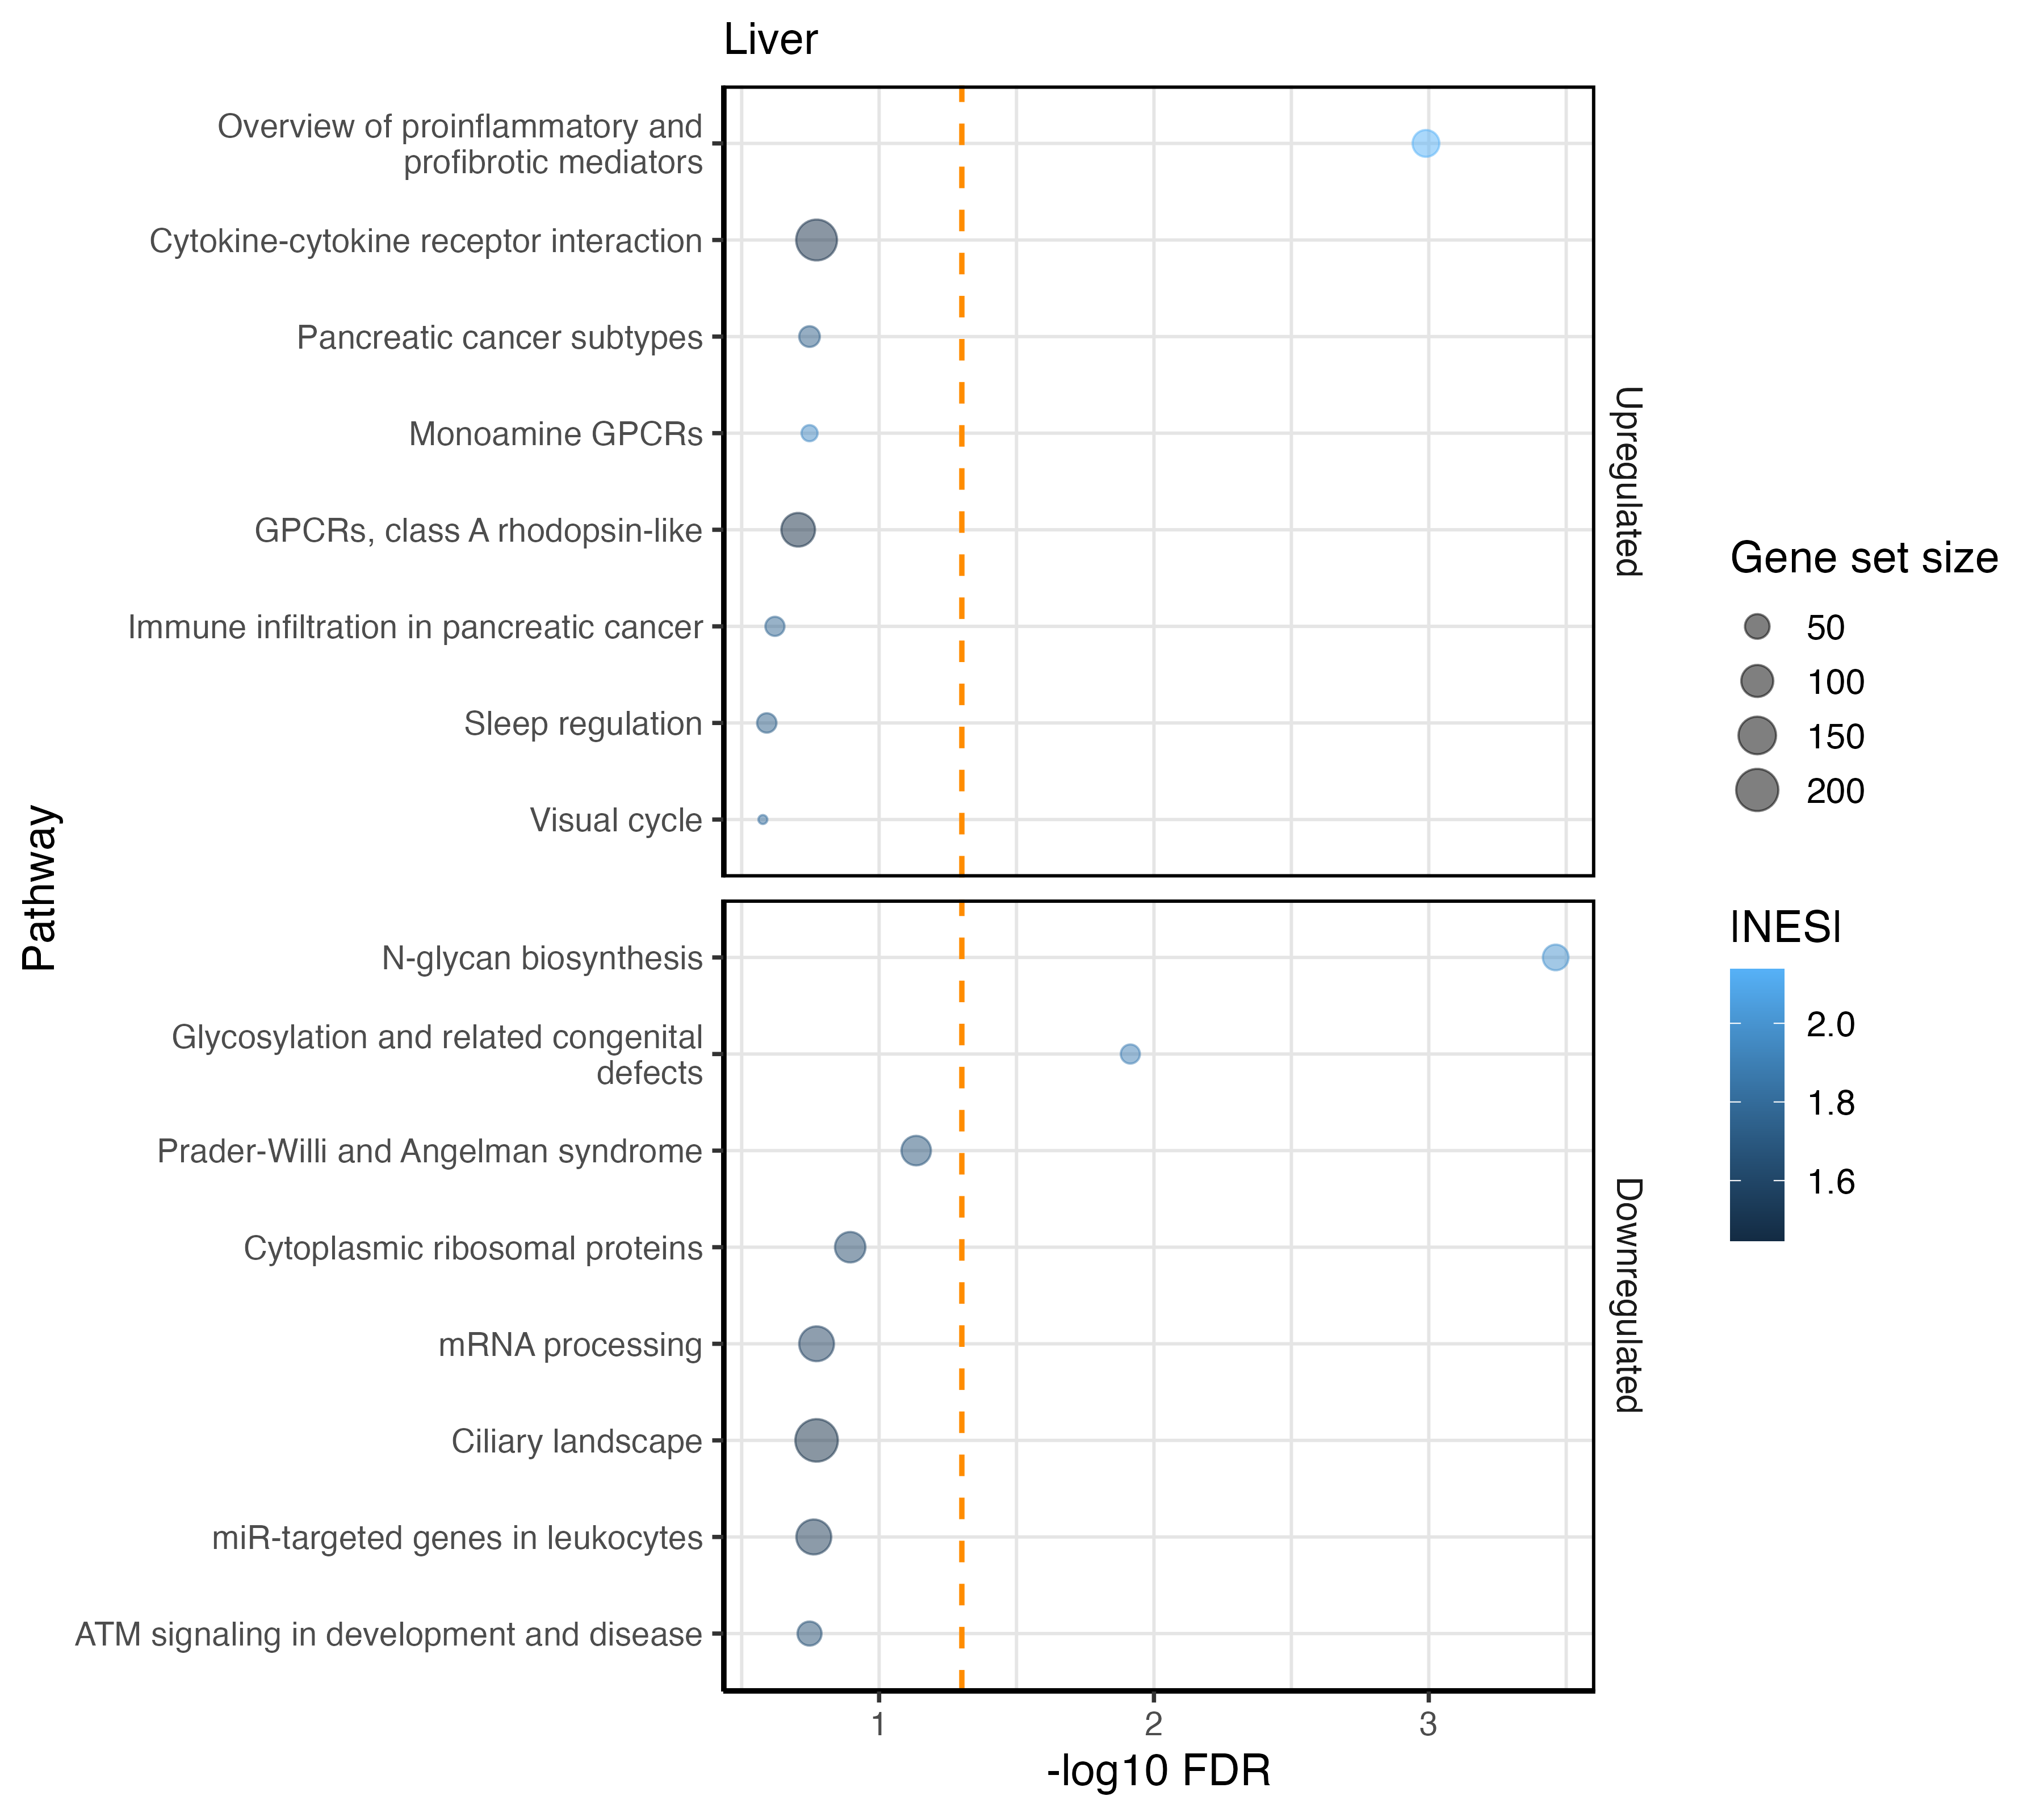 Liver
Overview of proinflammatory and
profibrotic mediators
Cytokine-cytokine receptor interaction
Pancreatic cancer subtypes
Monoamine GPCRs
GPCRs, class A rhodopsin-like
Immune infiltration in pancreatic cancer
Sleep regulation
Visual cycle
Upregulated
N-glycan biosynthesis
Glycosylation and related congenital
defects
Prader-Willi and Angelman syndrome
Cytoplasmic ribosomal proteins
mRNA processing
Ciliary landscape
miR-targeted genes in leukocytes
ATM signaling in development and disease
Downregulated
Pathway
1
2
3
-log10 FDR
Gene set size
50
100
150
200
|NES|
2.0
1.8
1.6